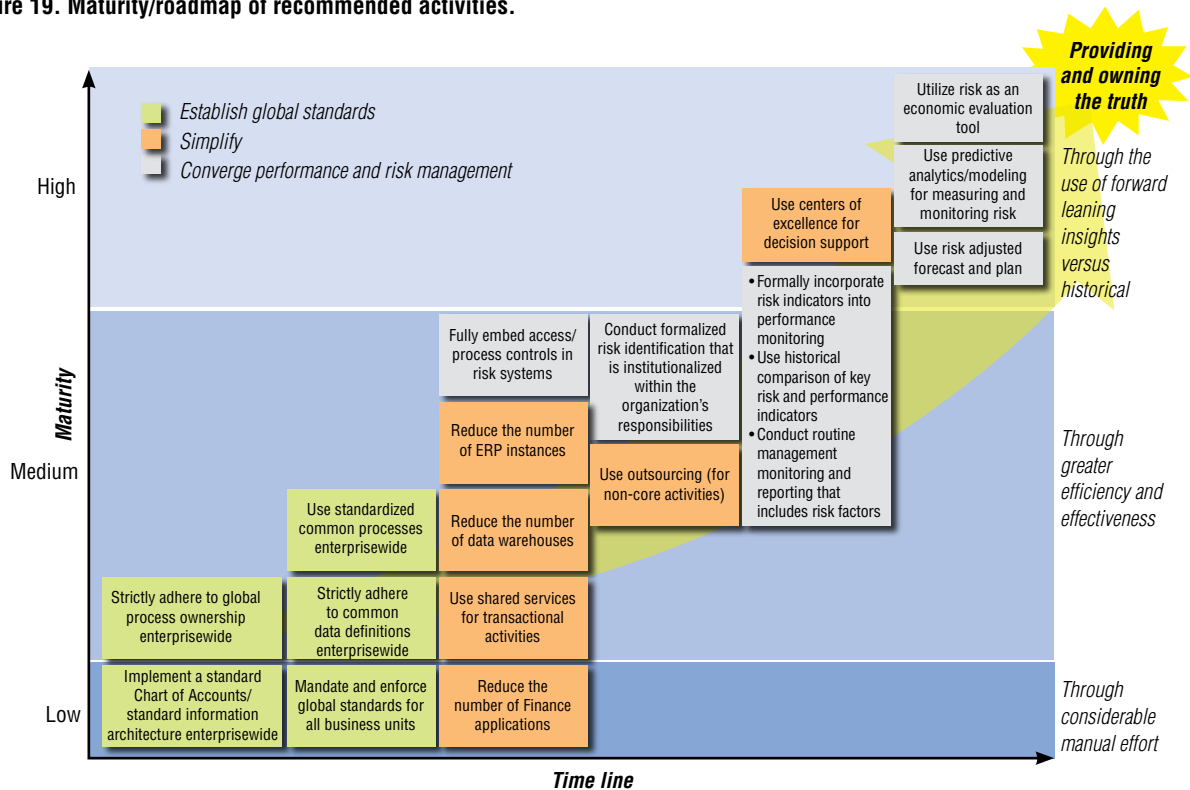 re 19. Maturity/roadmap of recommended activities.
Providing
and owning
the truth
Establish global standards
Simplify
Converge performance and risk management
Maturity
High
Medium
Low
Utilize risk as an
economic evaluation
tool
Use predictive
analytics/modeling
for measuring and
monitoring risk
Use risk adjusted
forecast and plan
Through the
use of forward
leaning
insights
versus
historical
Use centers of
excellence for
decision support
•Formally incorporate
risk indicators into
performance
monitoring
•Use historical
comparison of key
risk and performance
indicators
•Conduct routine
management
monitoring and
reporting that
includes risk factors
Fully embed access/
process controls in
risk systems
Conduct formalized
risk identification that
is institutionalized
within the
organization's
responsibilities
Reduce the number
of ERP instances
Use outsourcing (for
non-core activities)
Through
greater
efficiency and
effectiveness
Use standardized
common processes
enterprisewide
Reduce the number
of data warehouses
Strictly adhere to global
process ownership
enterprisewide
Strictly adhere
to common
data definitions
enterprisewide
Use shared services
for transactional
activities
Implement a standard
Chart of Accounts/
standard information
architecture enterprisewide
Mandate and enforce
global standards for
all business units
Reduce the
number of Finance
applications
Through
considerable
manual effort
Time line